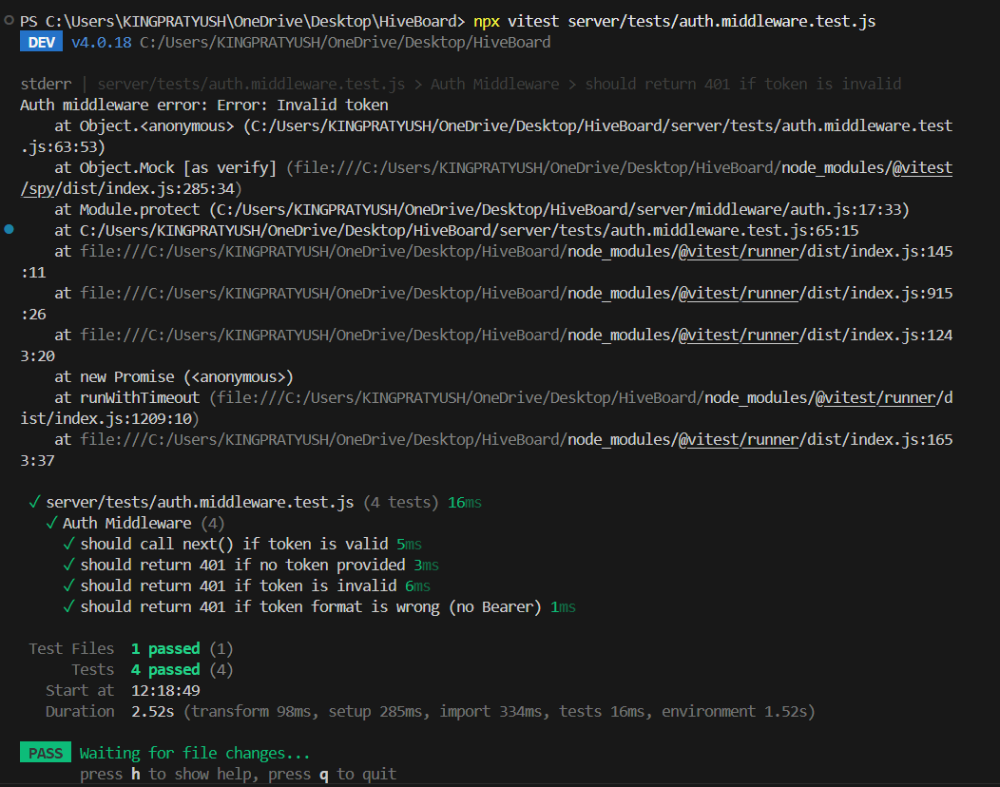 PS C:\Users\KINGPRATYUSH\OneDrive\Desktop\HiveBoard> npx vitest server/tests/auth.middleware.test.js
DEV v4.0.18 C:/Users/KINGPRATYUSH/OneDrive/Desktop/HiveBoard
stderr | server/tests/auth.middleware.test.js > Auth Middleware > should return 401 if token is invalid
Auth middleware error: Error: Invalid token
at Object.<anonymous> (C:/Users/KINGPRATYUSH/OneDrive/Desktop/HiveBoard/server/tests/auth.middleware.test
.js:63:53)
at Object.Mock [as verify] (file:///C:/Users/KINGPRATYUSH/OneDrive/Desktop/HiveBoard/node_modules/@vitest
/spy/dist/index.js:285:34)
at Module.protect (C:/Users/KINGPRATYUSH/OneDrive/Desktop/HiveBoard/server/middleware/auth.js:17:33)
at C:/Users/KINGPRATYUSH/OneDrive/Desktop/HiveBoard/server/tests/auth.middleware.test.js:65:15
at file:///C:/Users/KINGPRATYUSH/OneDrive/Desktop/HiveBoard/node_modules/@vitest/runner/dist/index.js:145
:11
at file:///C:/Users/KINGPRATYUSH/OneDrive/Desktop/HiveBoard/node_modules/@vitest/runner/dist/index.js:915
:26
at file:///C:/Users/KINGPRATYUSH/OneDrive/Desktop/HiveBoard/node_modules/@vitest/runner/dist/index.js:124
3:20
at new Promise (<anonymous>)
at runWithTimeout (file:///C:/Users/KINGPRATYUSH/OneDrive/Desktop/HiveBoard/node_modules/@vitest/runner/d
ist/index.js:1209:10)
at file:///C:/Users/KINGPRATYUSH/OneDrive/Desktop/HiveBoard/node_modules/@vitest/runner/dist/index.js:165
3:37
✓ server/tests/auth.middleware.test.js (4 tests) 16ms
✓ Auth Middleware (4)
✓ should call next() if token is valid 5ms
✓ should return 401 if no token provided 3ms
✓ should return 401 if token is invalid 6ms
✓ should return 401 if token format is wrong (no Bearer) 1ms
Test Files 1 passed (1)
Tests 4 passed (4)
Start at 12:18:49
Duration 2.52s (transform 98ms, setup 285ms, import 334ms, tests 16ms, environment 1.52s)
PASS Waiting for file changes...
press h to show help, press q to quit